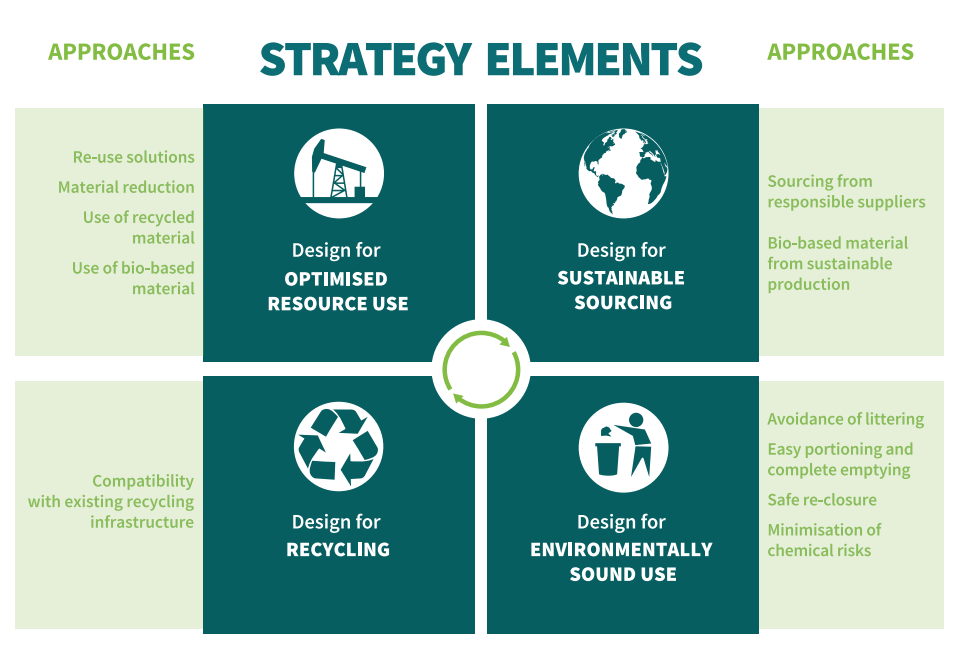 APPROACHES
STRATEGY ELEMENTS
APPROACHES
Re-use solutions
Material reduction
Use of recycled
material
Use of bio-based
material
Design for
OPTIMISED
RESOURCE USE
Design for
SUSTAINABLE
SOURCING
Sourcing from
responsible suppliers
Bio-based material
from sustainable
production
Compatibility
with existing recycling
infrastructure
Design for
RECYCLING
Design for
ENVIRONMENTALLY
SOUND USE
Avoidance of littering
Easy portioning and
complete emptying
Safe re-closure
Minimisation of
chemical risks